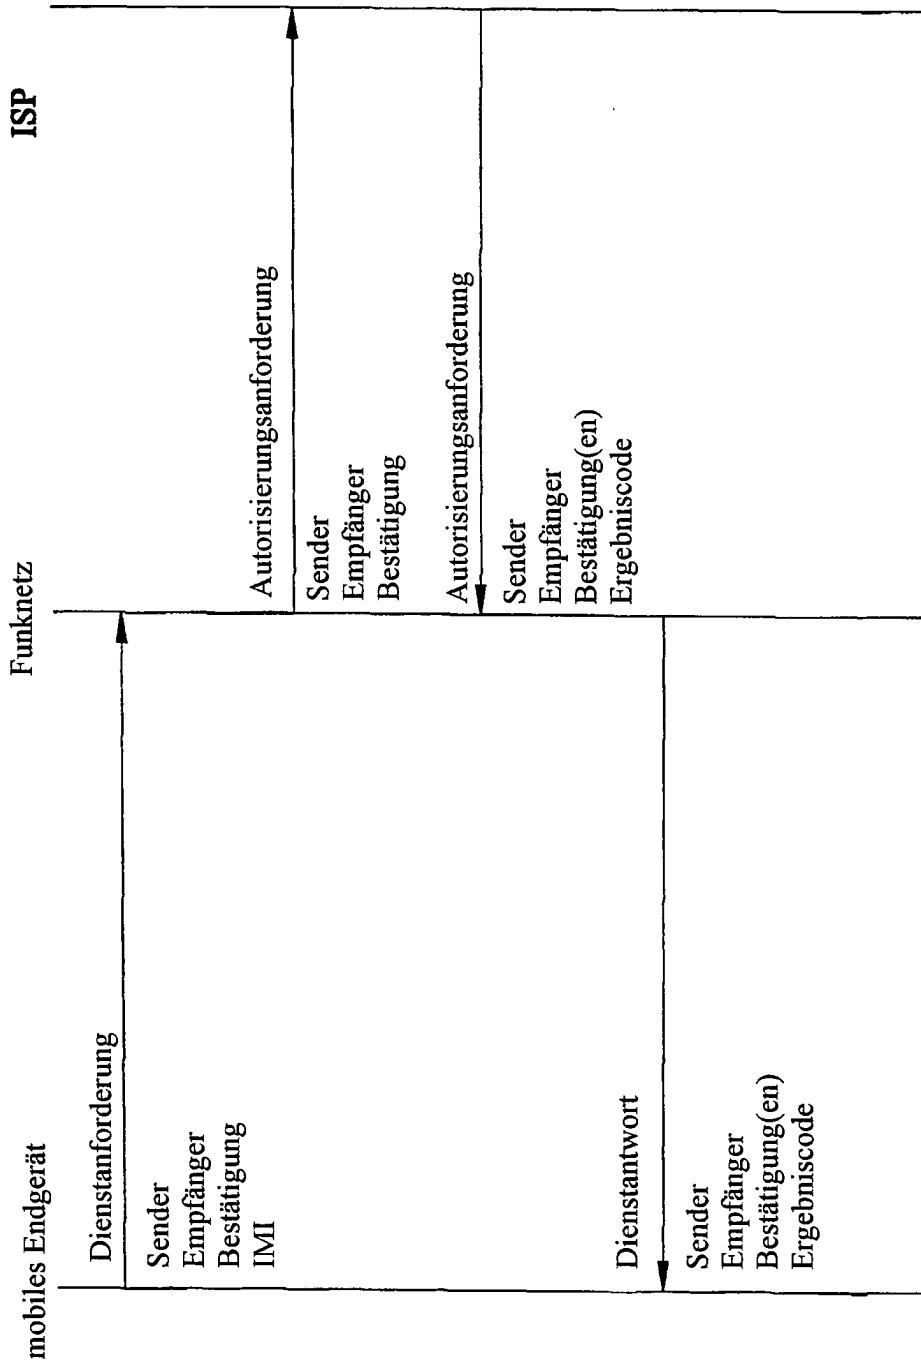 mobiles Endgerät
Funknetz
ISP
Dienstanforderung
Sender
Empfänger
Bestätigung
IMI
Autorisierungsanforderung
Sender
Empfänger
Bestätigung
Autorisierungsanforderung
Sender
Empfänger
Bestätigung(en)
Ergebniscode
Dienstantwort
Sender
Empfänger
Bestätigung(en)
Ergebniscode